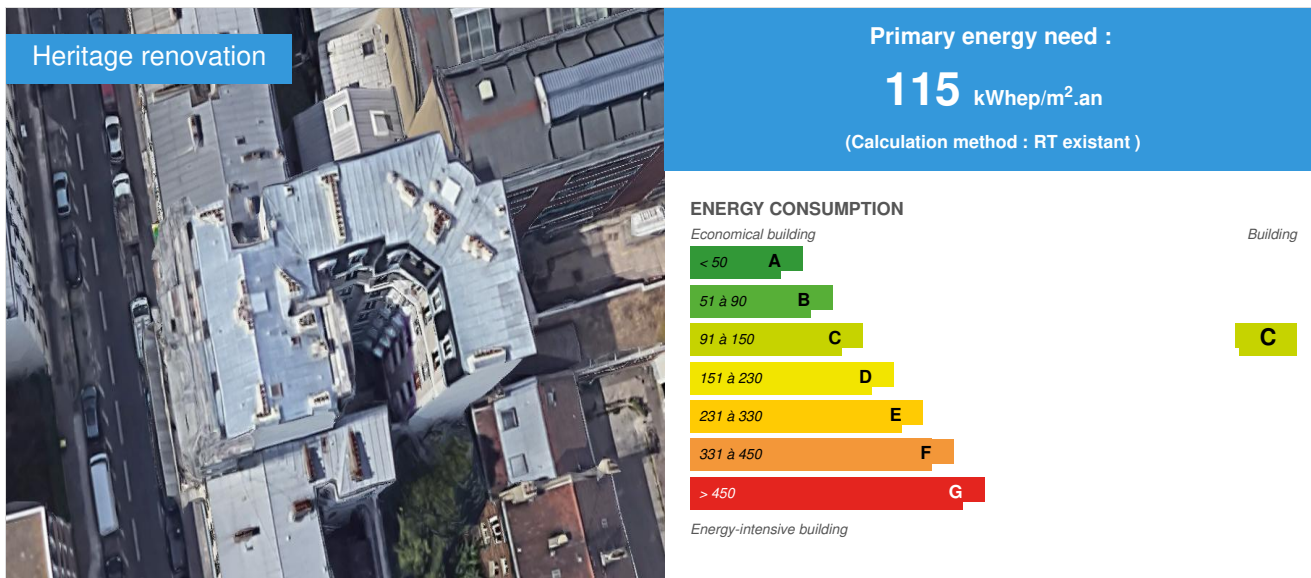 Heritage renovation
Primary energy need :
115 kWhep/m².an
(Calculation method : RT existant )
ENERGY CONSUMPTION
Economical building
Building
< 50 A
51 à 90 B
91 à 150 C
C
151 à 230 D
231 à 330 E
331 à 450 F
> 450 G
Energy-intensive building